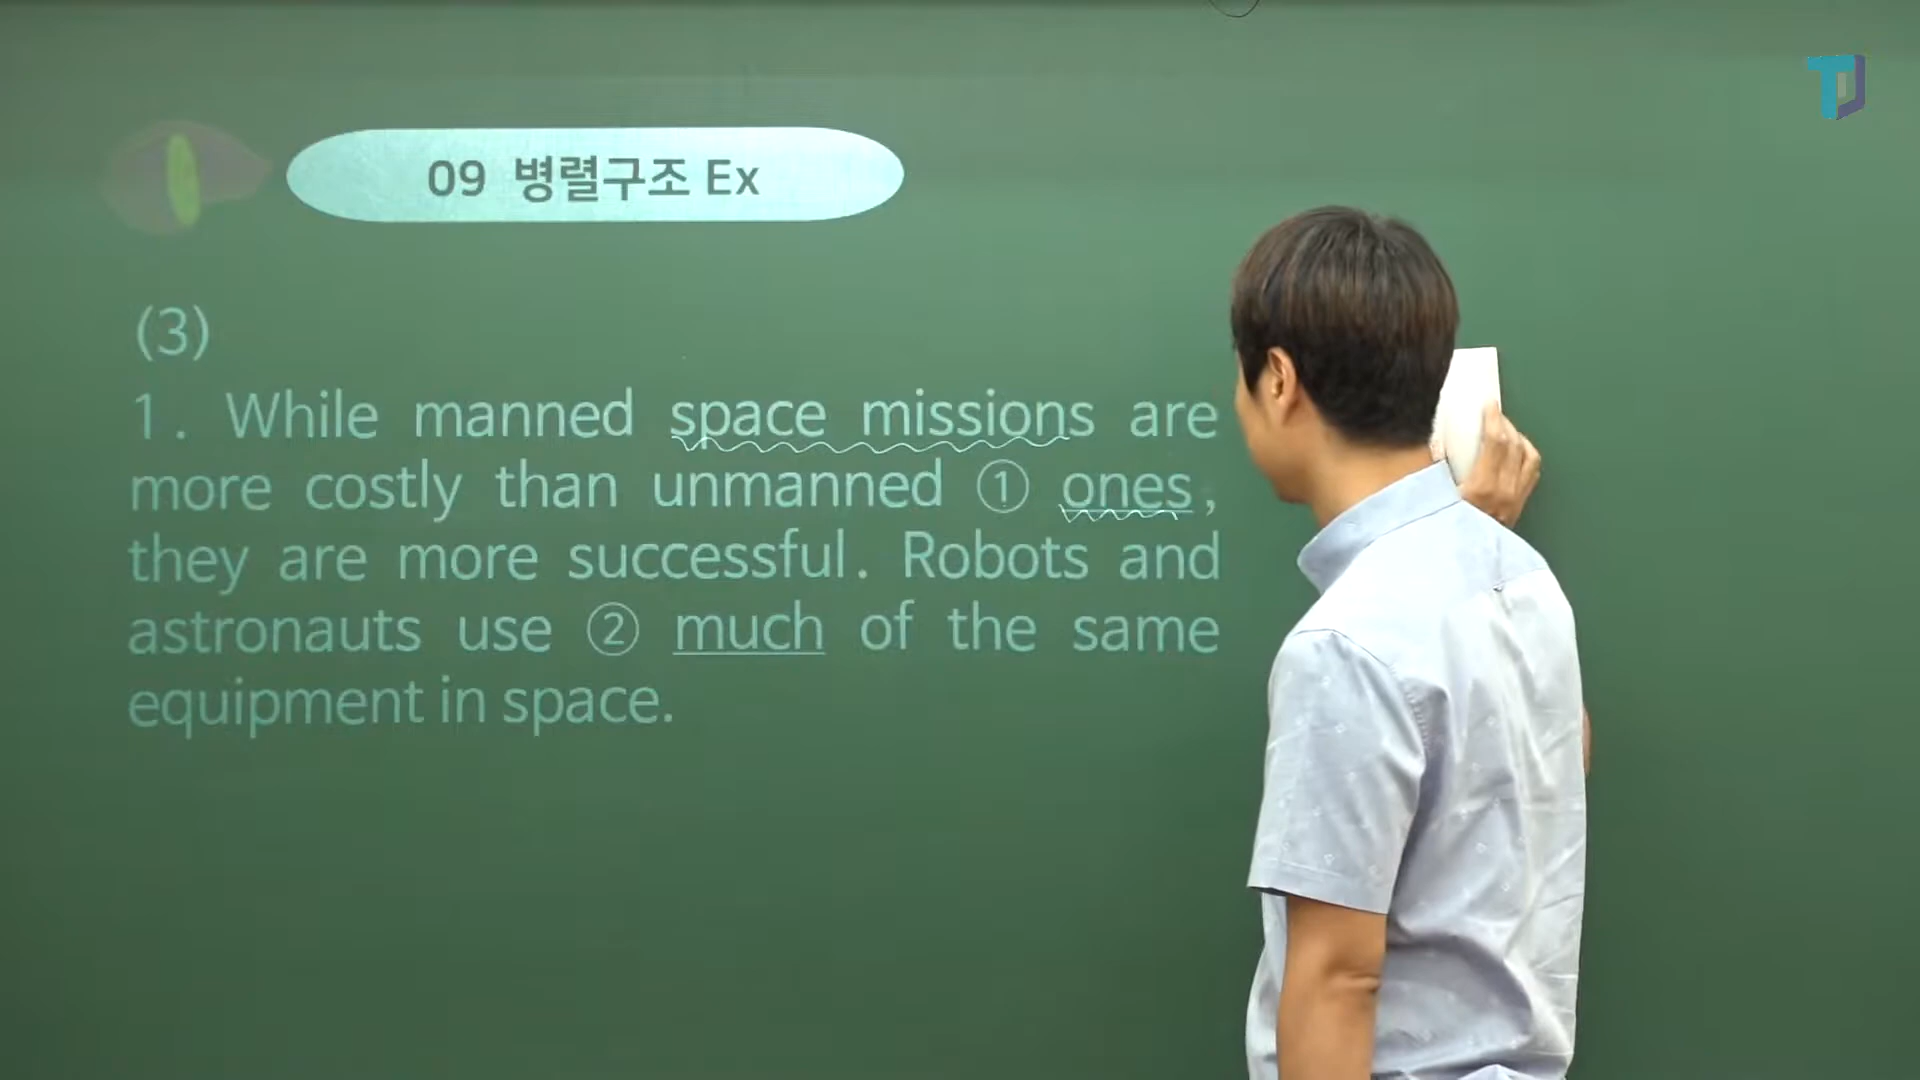 09 병렬구조 Ex
(3)
1. While manned space missions are
more costly than unmanned ① ones,
they are more successful. Robots and
astronauts use ② much of the same
equipment in space.